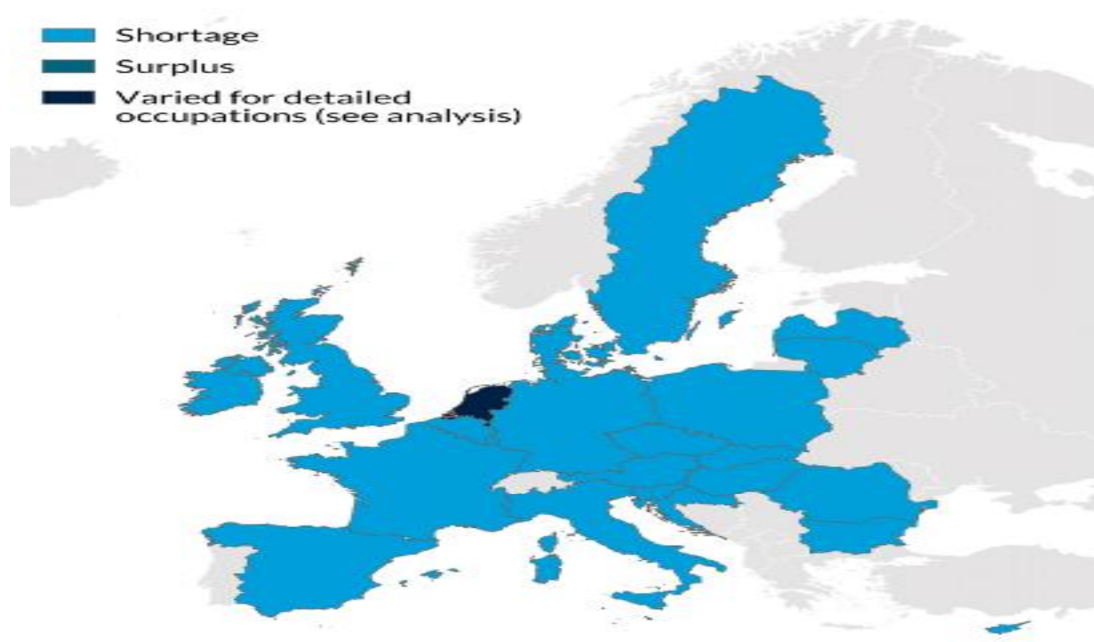 Shortage
Surplus
Varied for detailed
occupations (see analysis)